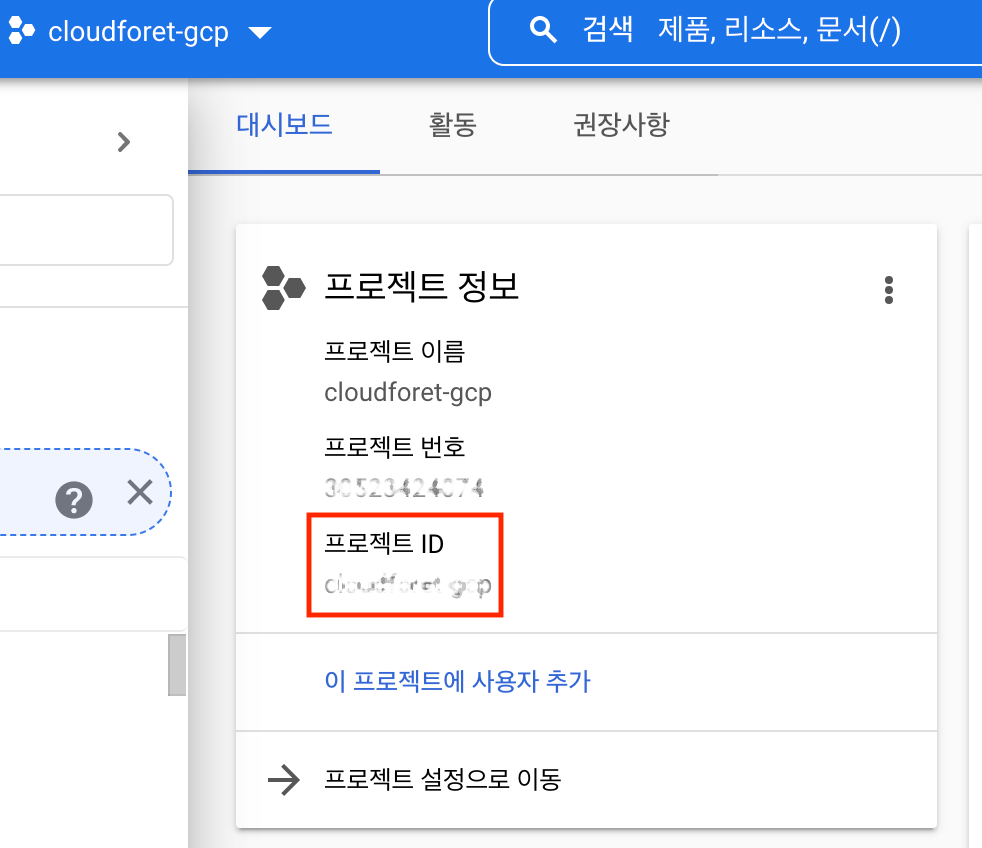 cloudforet-gcp
검색 제품, 리소스, 문서(/)
대시보드 활동 권장사항
프로젝트 정보
프로젝트 이름
cloudforet-gcp
프로젝트 번호
프로젝트 ID
이 프로젝트에 사용자 추가
프로젝트 설정으로 이동